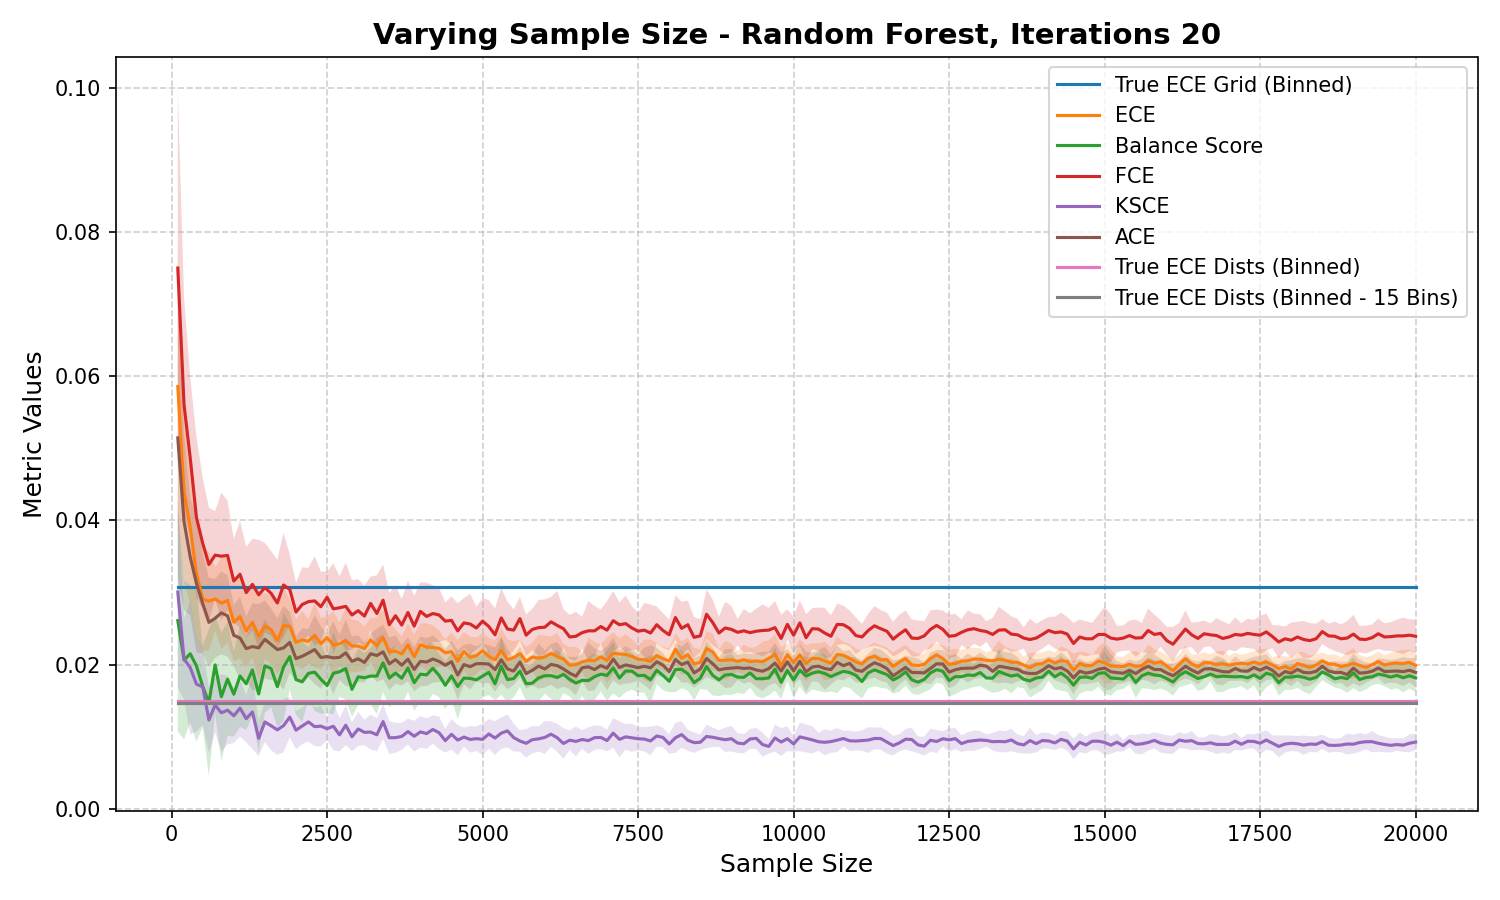 Varying Sample Size - Random Forest, Iterations 20
True ECE Grid (Binned)
ECE
Balance Score
FCE
KSCE
ACE
True ECE Dists (Binned)
True ECE Dists (Binned - 15 Bins)
Metric Values
0.10
0.08
0.06
0.04
0.02
0.00
0 2500 5000 7500 10000 12500 15000 17500 20000
Sample Size